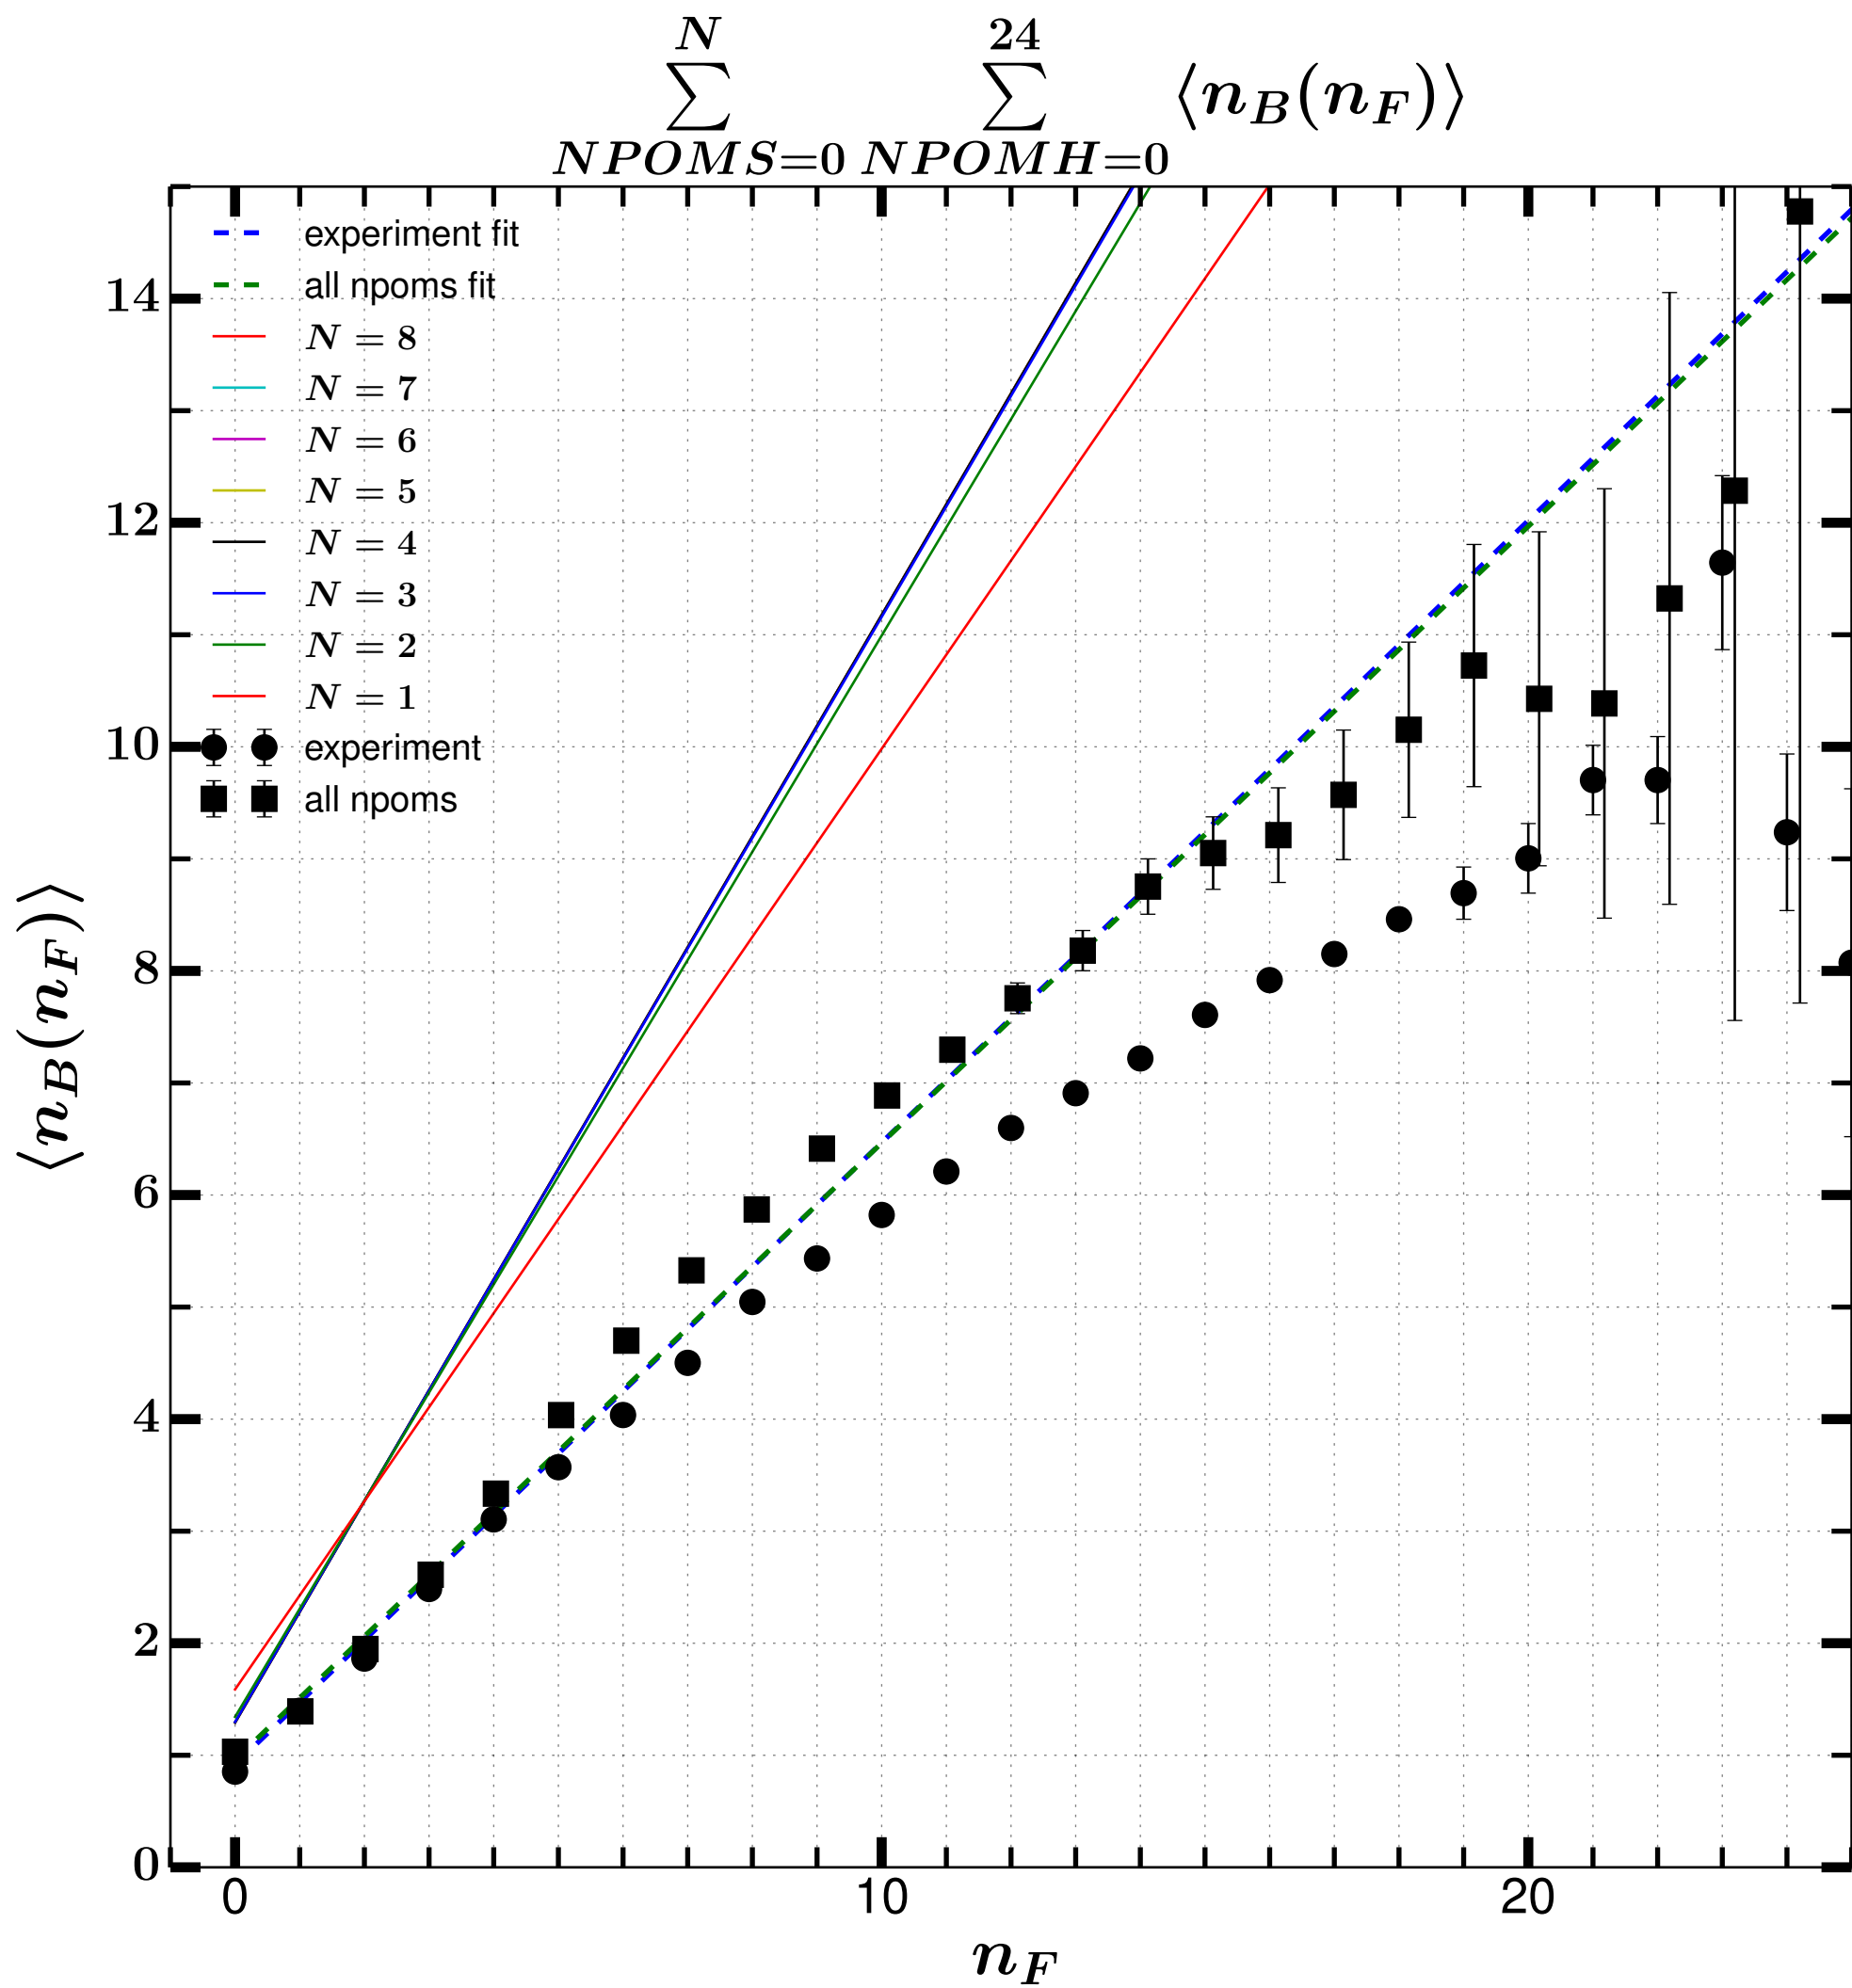 N 24
∑ ∑ ⟨n_B(n_F)⟩
NPOMS=0 NPOMH=0
experiment fit
all npoms fit
N = 8
N = 7
N = 6
N = 5
N = 4
N = 3
N = 2
N = 1
experiment
all npoms
14
12
10
8
6
4
2
0
⟨n_B(n_F)⟩
0 10 20
n_F